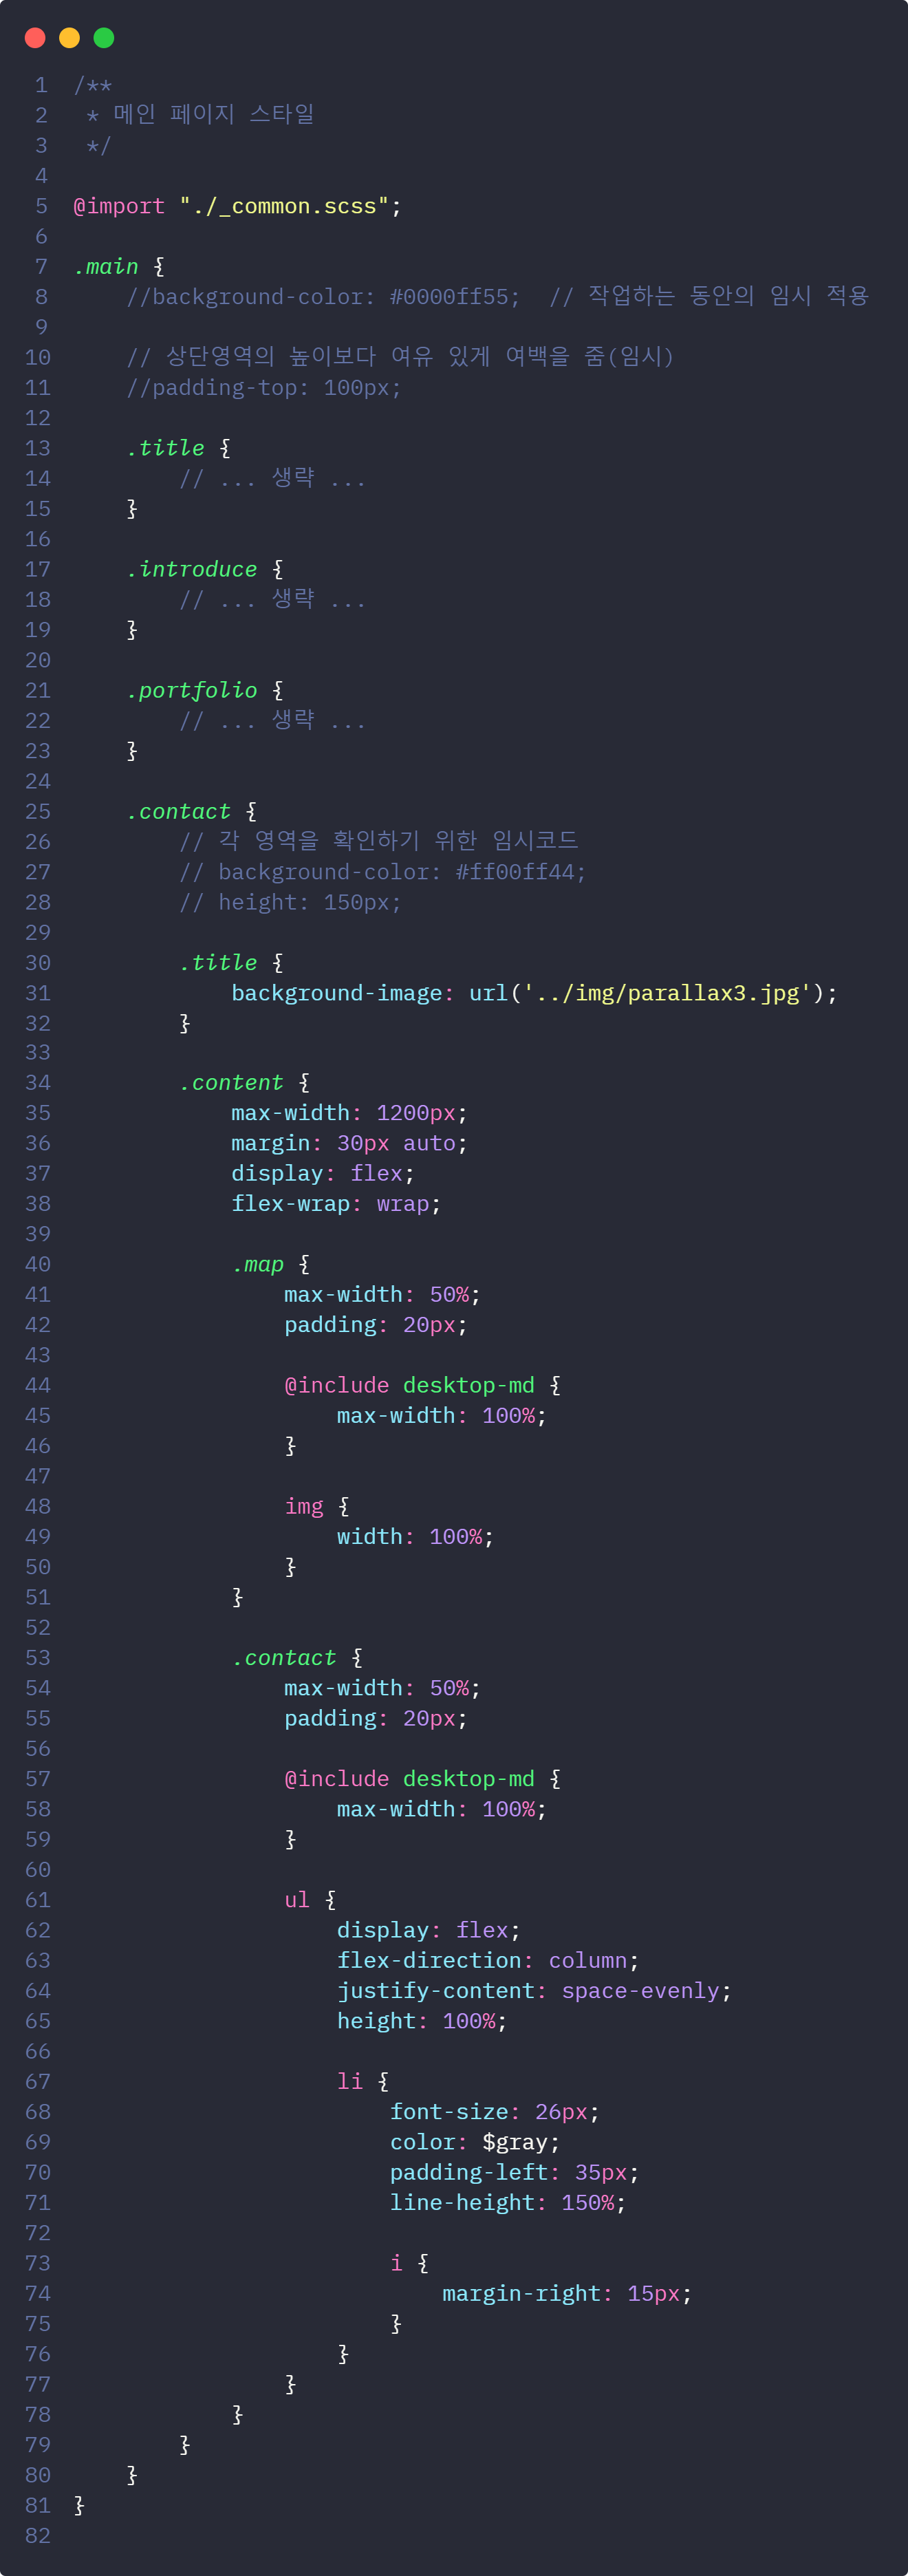 1 /**
2  * 메인 페이지 스타일
3  */
4
5 @import "./_common.scss";
6
7 .main {
8     //background-color: #0000ff55;  // 작업하는 동안의 임시 적용
9
10     // 상단영역의 높이보다 여유 있게 여백을 줌(임시)
11     //padding-top: 100px;
12
13     .title {
14         // ... 생략 ...
15     }
16
17     .introduce {
18         // ... 생략 ...
19     }
20
21     .portfolio {
22         // ... 생략 ...
23     }
24
25     .contact {
26         // 각 영역을 확인하기 위한 임시코드
27         // background-color: #ff00ff44;
28         // height: 150px;
29
30         .title {
31             background-image: url('../img/parallax3.jpg');
32         }
33
34         .content {
35             max-width: 1200px;
36             margin: 30px auto;
37             display: flex;
38             flex-wrap: wrap;
39
40             .map {
41                 max-width: 50%;
42                 padding: 20px;
43
44                 @include desktop-md {
45                     max-width: 100%;
46                 }
47
48                 img {
49                     width: 100%;
50                 }
51             }
52
53             .contact {
54                 max-width: 50%;
55                 padding: 20px;
56
57                 @include desktop-md {
58                     max-width: 100%;
59                 }
60
61                 ul {
62                     display: flex;
63                     flex-direction: column;
64                     justify-content: space-evenly;
65                     height: 100%;
66
67                     li {
68                         font-size: 26px;
69                         color: $gray;
70                         padding-left: 35px;
71                         line-height: 150%;
72
73                         i {
74                             margin-right: 15px;
75                         }
76                     }
77                 }
78             }
79         }
80     }
81 }
82